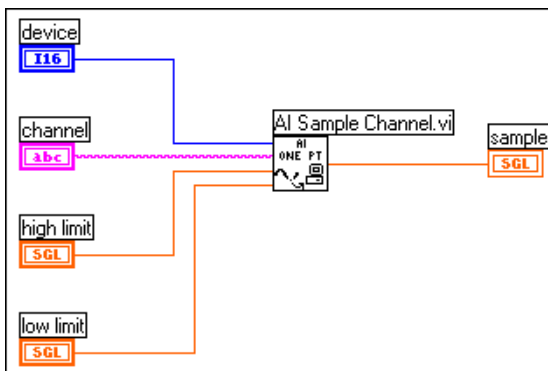 device
I16
channel
abc
AI Sample Channel.vi
AI
ONE PT
sample
SGL
high limit
SGL
low limit
SGL